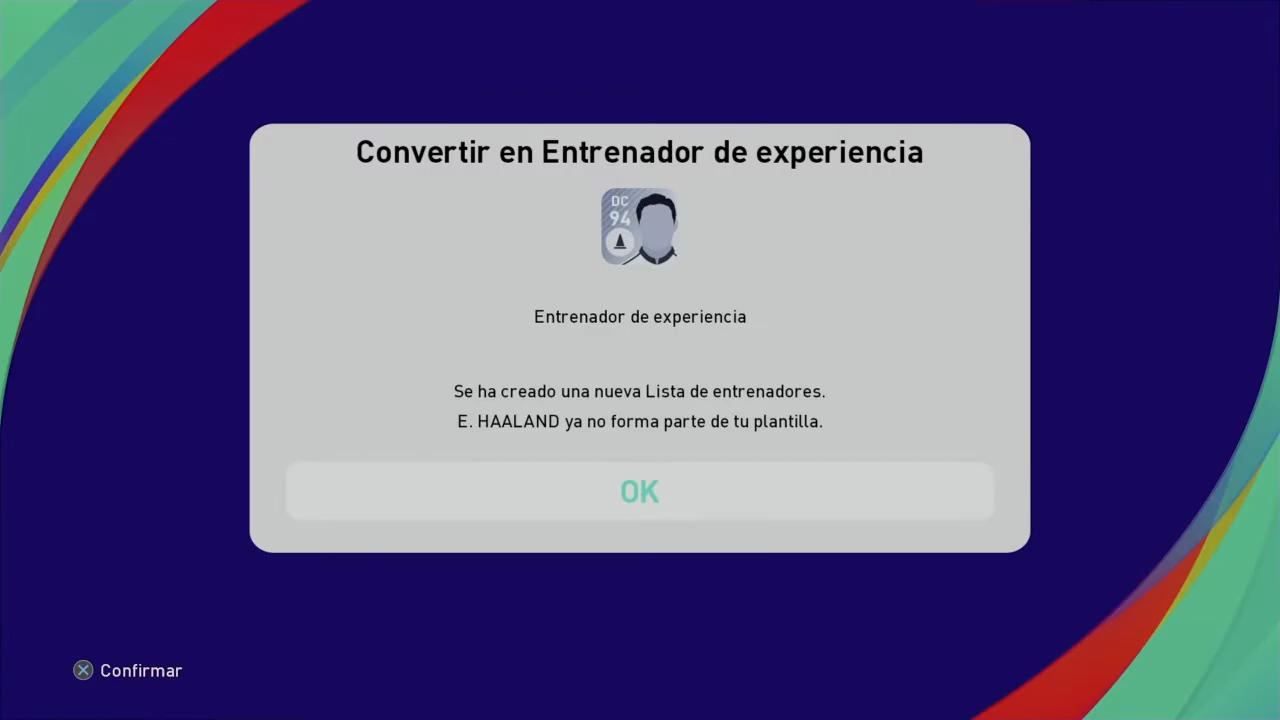 Convertir en Entrenador de experiencia
DC
94
Entrenador de experiencia
Se ha creado una nueva Lista de entrenadores.
E. HAALAND ya no forma parte de tu plantilla.
OK
Confirmar